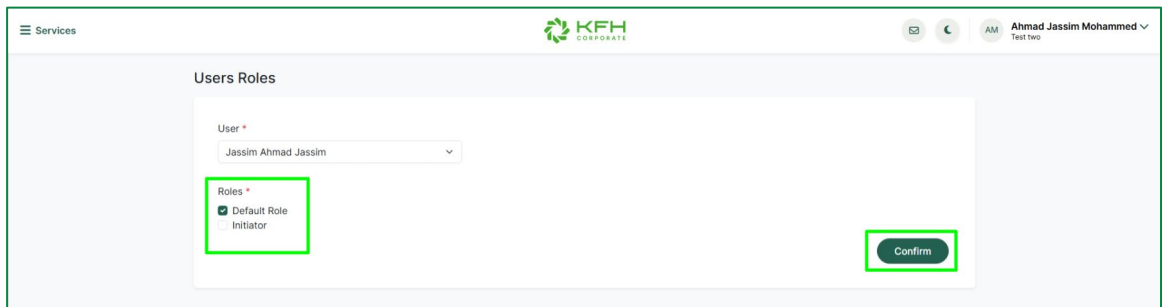 Services
KFH
CORPORATE
AM
Ahmad Jassim Mohammed
Test two
Users Roles
User *
Jassim Ahmad Jassim
Roles *
Default Role
Initiator
Confirm